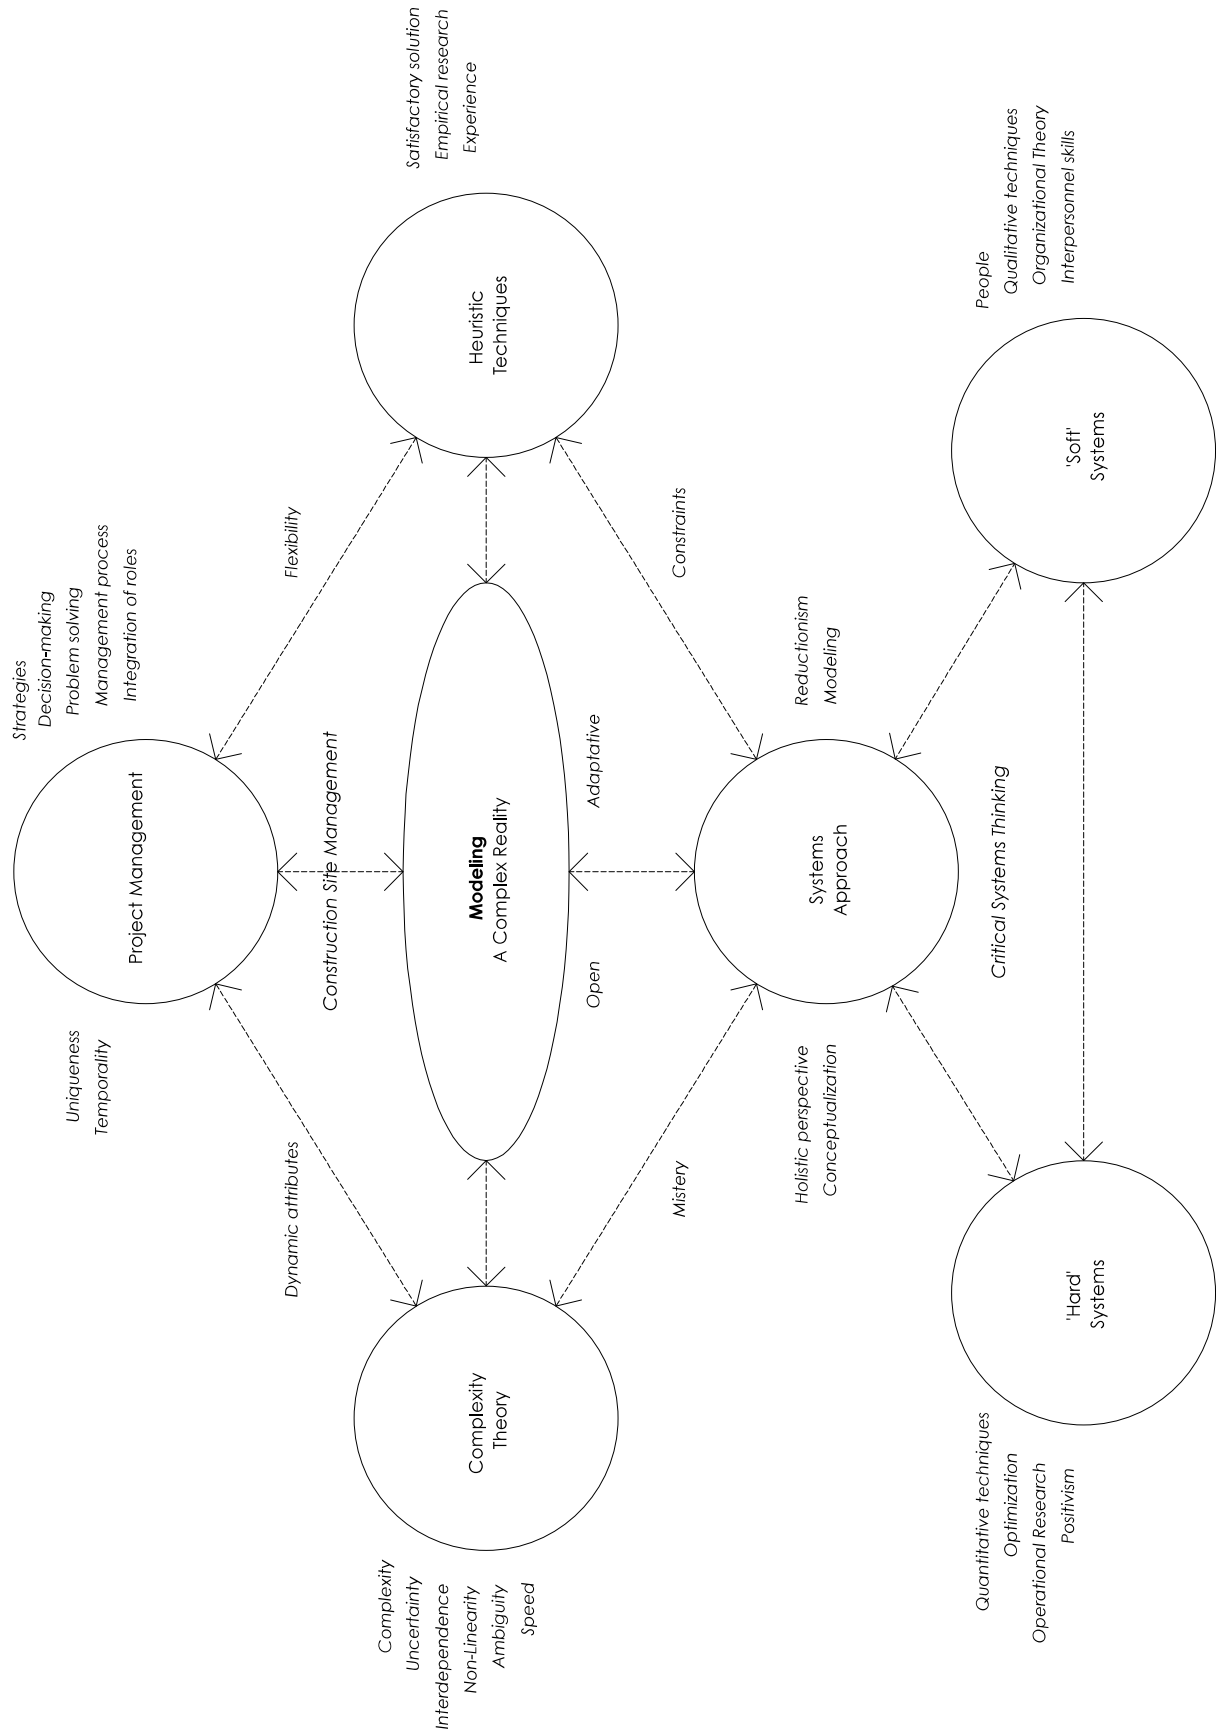 Strategies
Decision-making
Problem solving
Management process
Integration of roles
Uniqueness
Temporality
Project Management
Dynamic attributes
Flexibility
Construction Site Management
Complexity
Uncertainty
Interdependence
Non-Linearity
Ambiguity
Speed
Complexity
Theory
Modeling
A Complex Reality
Heuristic
Techniques
Satisfactory solution
Empirical research
Experience
Open
Adaptative
Mistery
Constraints
Holistic perspective
Conceptualization
Systems
Approach
Reductionism
Modeling
Critical Systems Thinking
Quantitative techniques
Optimization
Operational Research
Positivism
'Hard'
Systems
'Soft'
Systems
People
Qualitative techniques
Organizational Theory
Interpersonnel skills